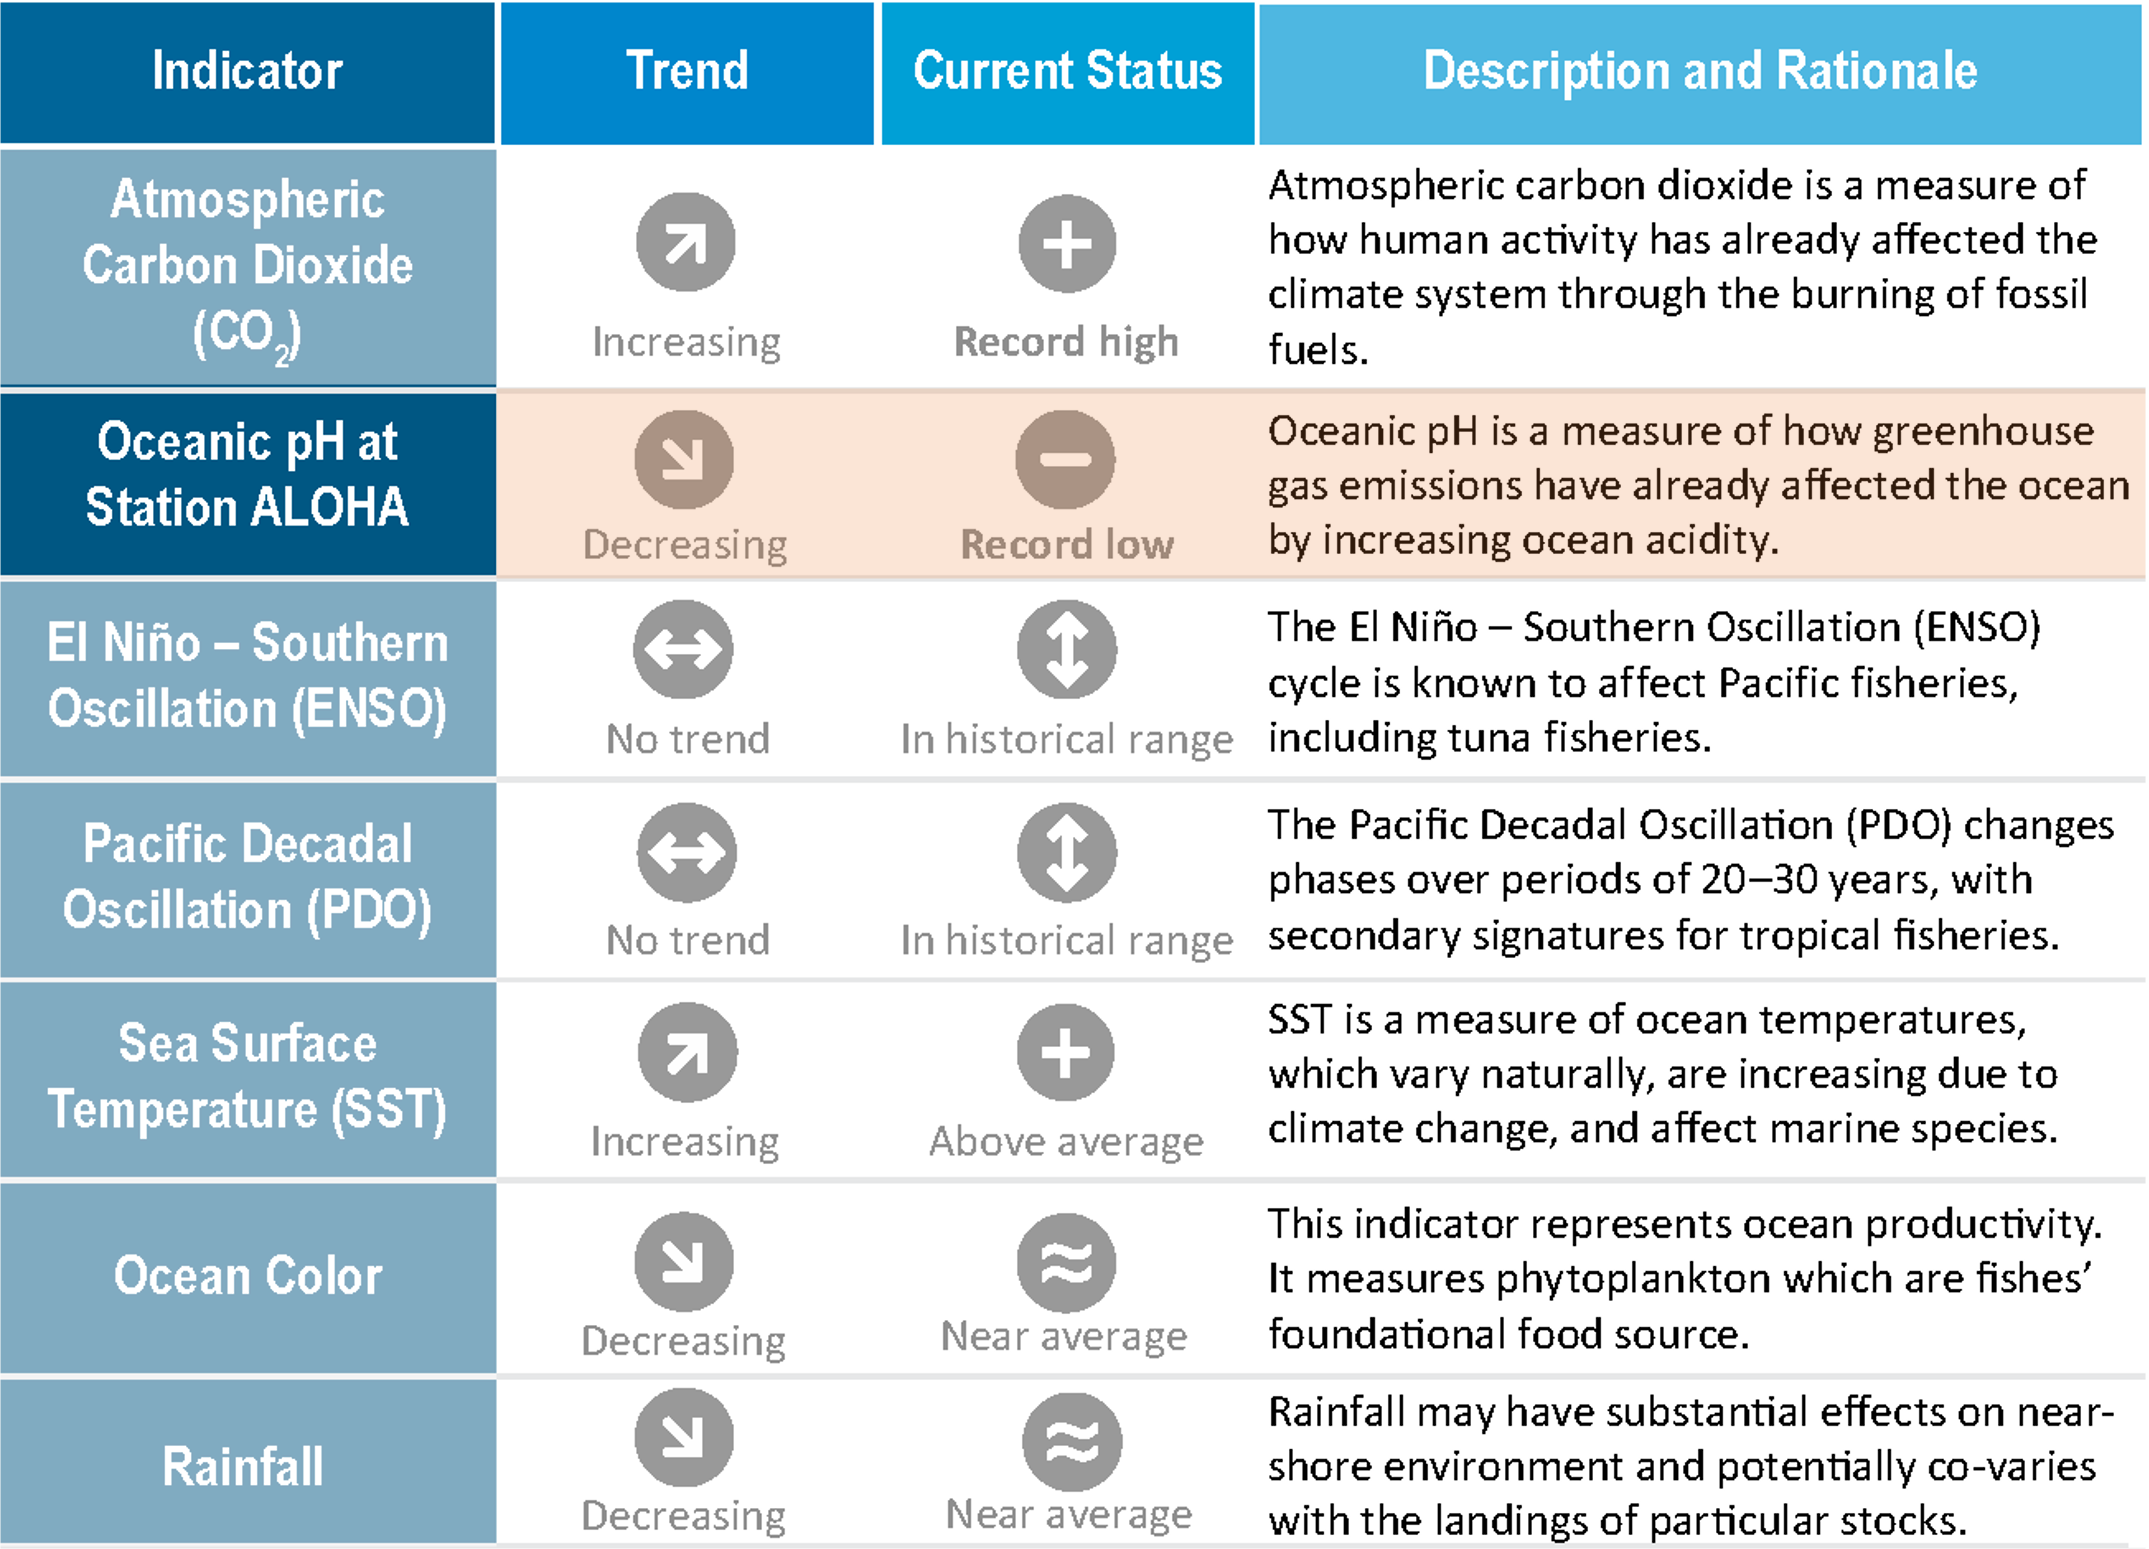 Indicator
Trend
Current Status
Description and Rationale
Atmospheric
Carbon Dioxide
(CO₂)
Increasing
Record high
Atmospheric carbon dioxide is a measure of
how human activity has already affected the
climate system through the burning of fossil
fuels.
Oceanic pH at
Station ALOHA
Decreasing
Record low
Oceanic pH is a measure of how greenhouse
gas emissions have already affected the ocean
by increasing ocean acidity.
El Niño – Southern
Oscillation (ENSO)
No trend
In historical range
The El Niño – Southern Oscillation (ENSO)
cycle is known to affect Pacific fisheries,
including tuna fisheries.
Pacific Decadal
Oscillation (PDO)
No trend
In historical range
The Pacific Decadal Oscillation (PDO) changes
phases over periods of 20–30 years, with
secondary signatures for tropical fisheries.
Sea Surface
Temperature (SST)
Increasing
Above average
SST is a measure of ocean temperatures,
which vary naturally, are increasing due to
climate change, and affect marine species.
Ocean Color
Decreasing
Near average
This indicator represents ocean productivity.
It measures phytoplankton which are fishes’
foundational food source.
Rainfall
Decreasing
Near average
Rainfall may have substantial effects on near-
shore environment and potentially co-varies
with the landings of particular stocks.